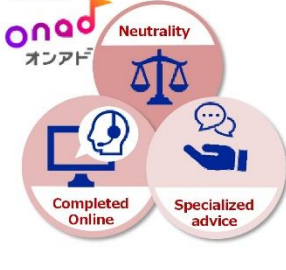 onad
オンアド
Neutrality
Completed
Online
Specialized
advice